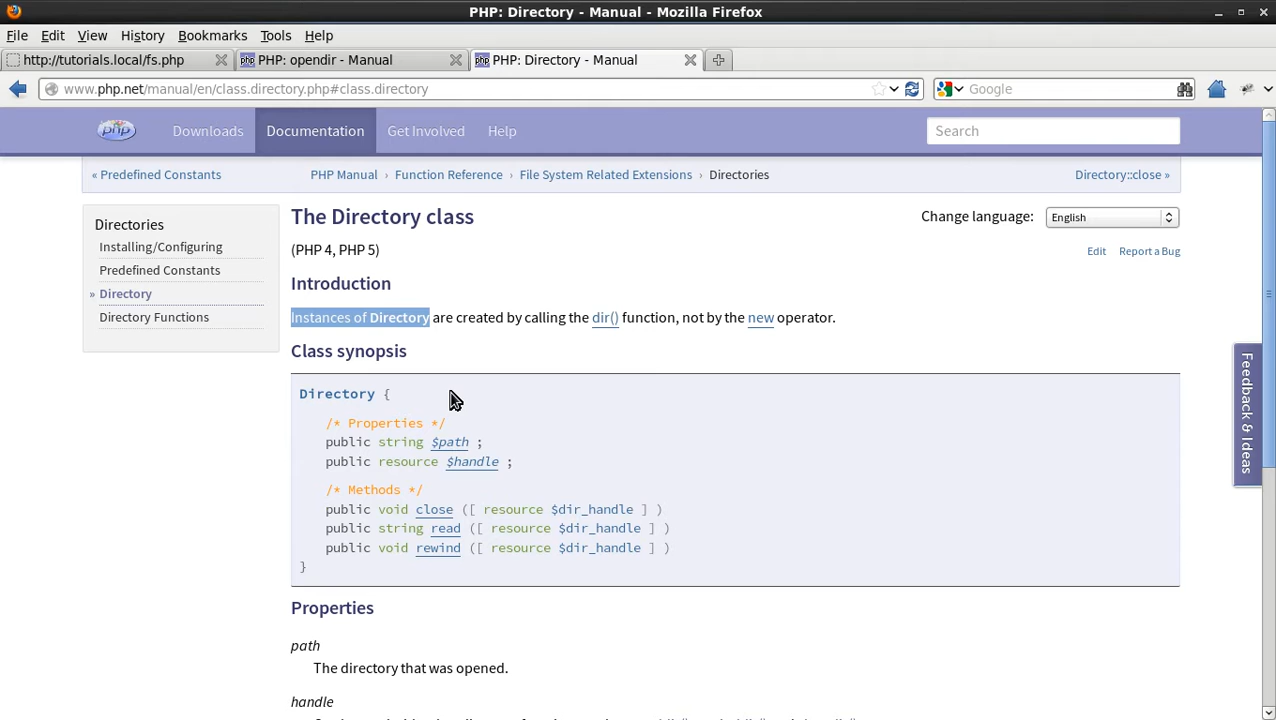 PHP: Directory - Manual - Mozilla Firefox
File Edit View History Bookmarks Tools Help
http://tutorials.local/fs.php
php PHP: opendir - Manual
php PHP: Directory - Manual
www.php.net/manual/en/class.directory.php#class.directory
Google
php Downloads Documentation Get Involved Help
Search
« Predefined Constants
PHP Manual › Function Reference › File System Related Extensions › Directories
Directory::close »
Directories
Installing/Configuring
Predefined Constants
» Directory
Directory Functions
The Directory class
Change language: English
(PHP 4, PHP 5)
Edit Report a Bug
Introduction
Instances of Directory are created by calling the dir() function, not by the new operator.
Class synopsis
Directory {
/* Properties */
public string $path ;
public resource $handle ;
/* Methods */
public void close ([ resource $dir_handle ] )
public string read ([ resource $dir_handle ] )
public void rewind ([ resource $dir_handle ] )
}
Properties
path
The directory that was opened.
handle
Feedback & Ideas